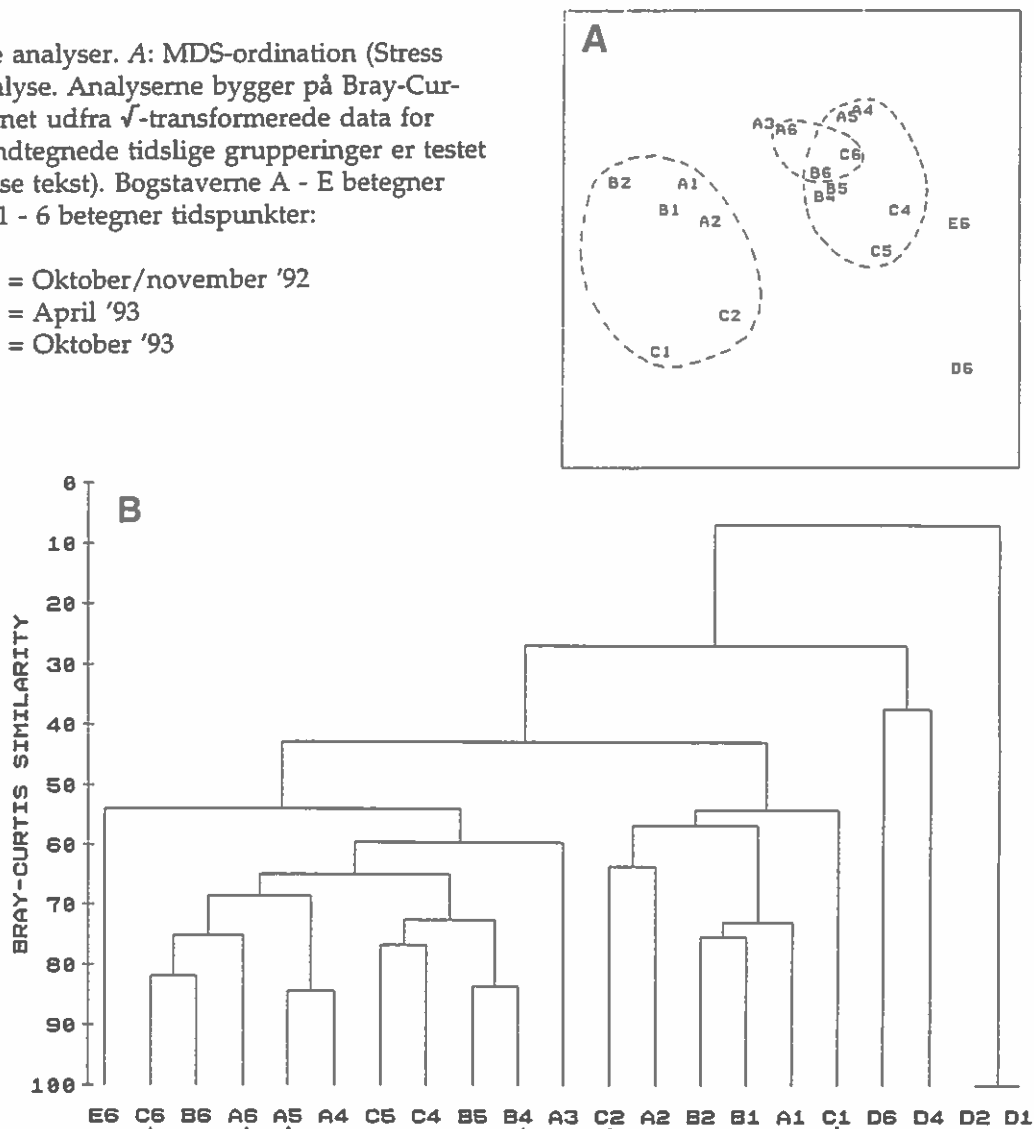 e analyser. A: MDS-ordination (Stress
alyse. Analyserne bygger på Bray-Cur-
rnet udfra √-transformerede data for
ndtegnede tidslige grupperinger er testet
se tekst). Bogstaverne A - E betegner
1 - 6 betegner tidspunkter:
= Oktober/november '92
= April '93
= Oktober '93
A
A3 A6 A5 A4
C6
B6
B2 A1 B5
B4
B1 A2 C4 E6
C5
C2
C1
D6
B
BRAY-CURTIS SIMILARITY
0
10
20
30
40
50
60
70
80
90
100
E6 C6 B6 A6 A5 A4 C5 C4 B5 B4 A3 C2 A2 B2 B1 A1 C1 D6 D4 D2 D1